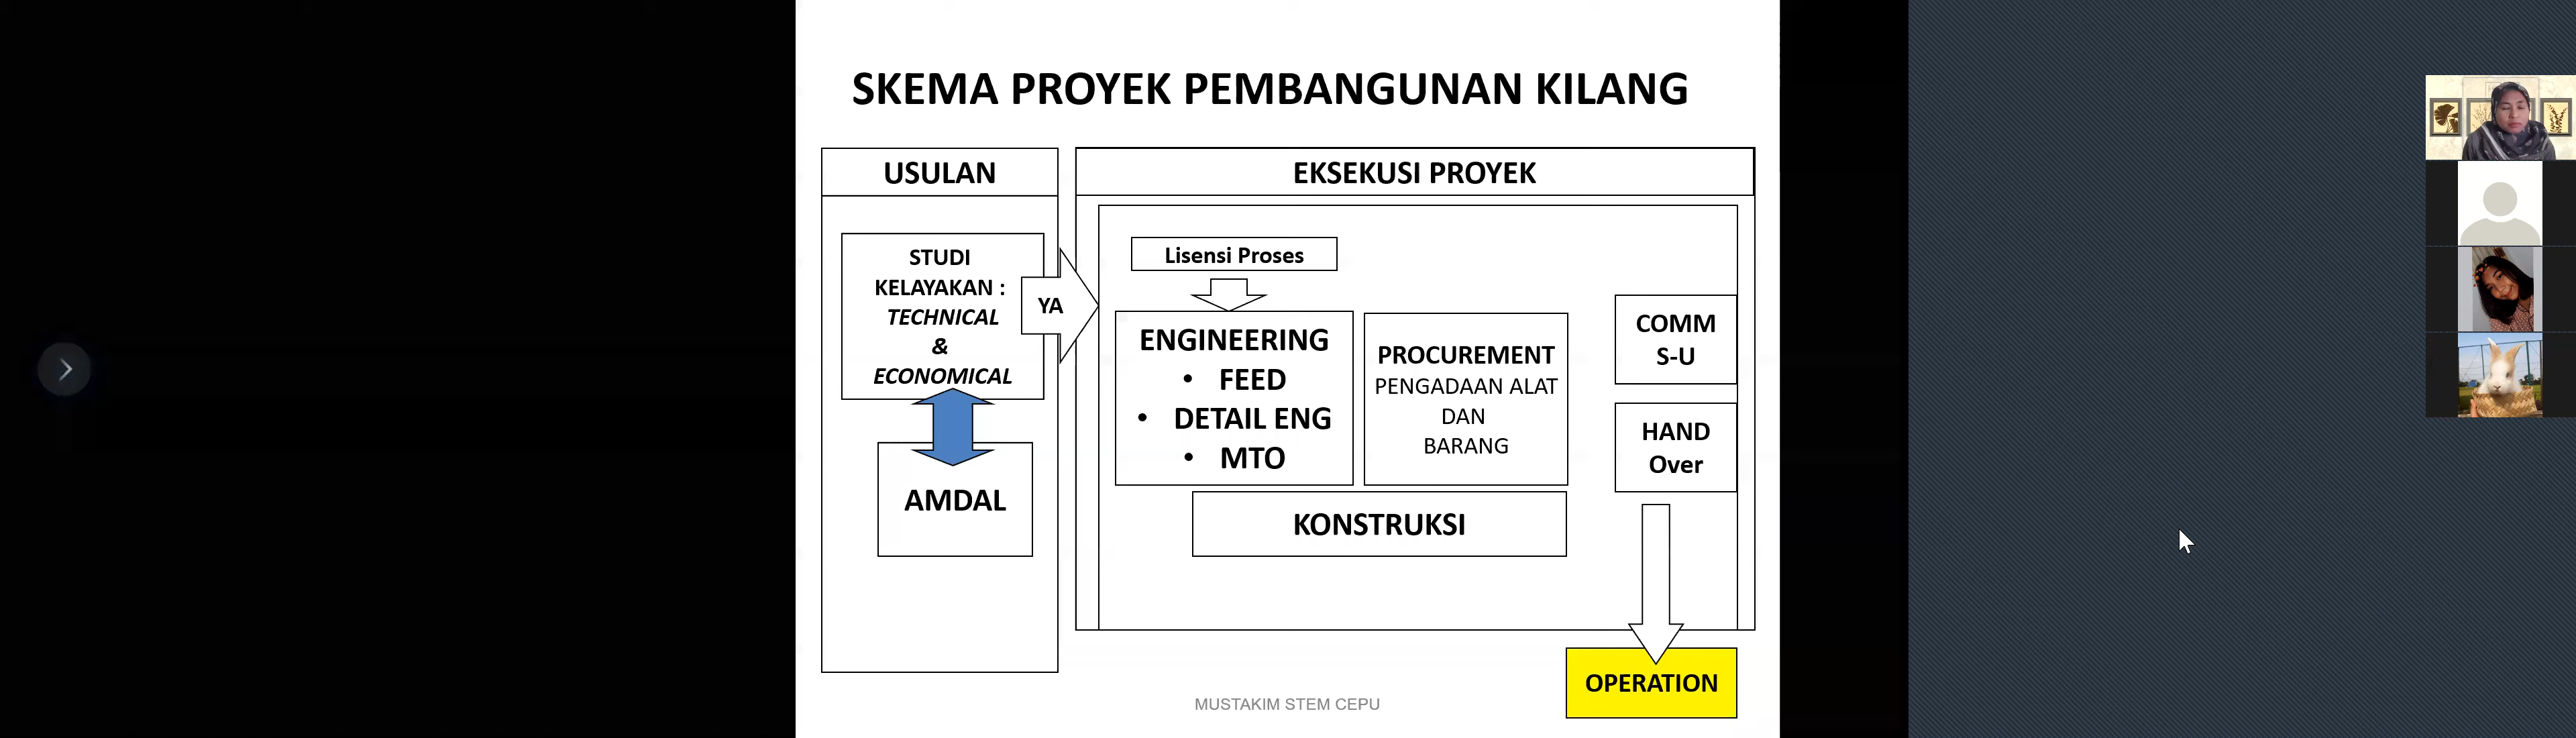 SKEMA PROYEK PEMBANGUNAN KILANG
USULAN
STUDI
KELAYAKAN :
TECHNICAL
&
ECONOMICAL
AMDAL
YA
EKSEKUSI PROYEK
Lisensi Proses
ENGINEERING
• FEED
• DETAIL ENG
• MTO
PROCUREMENT
PENGADAAN ALAT
DAN
BARANG
KONSTRUKSI
COMM
S-U
HAND
Over
OPERATION
MUSTAKIM STEM CEPU